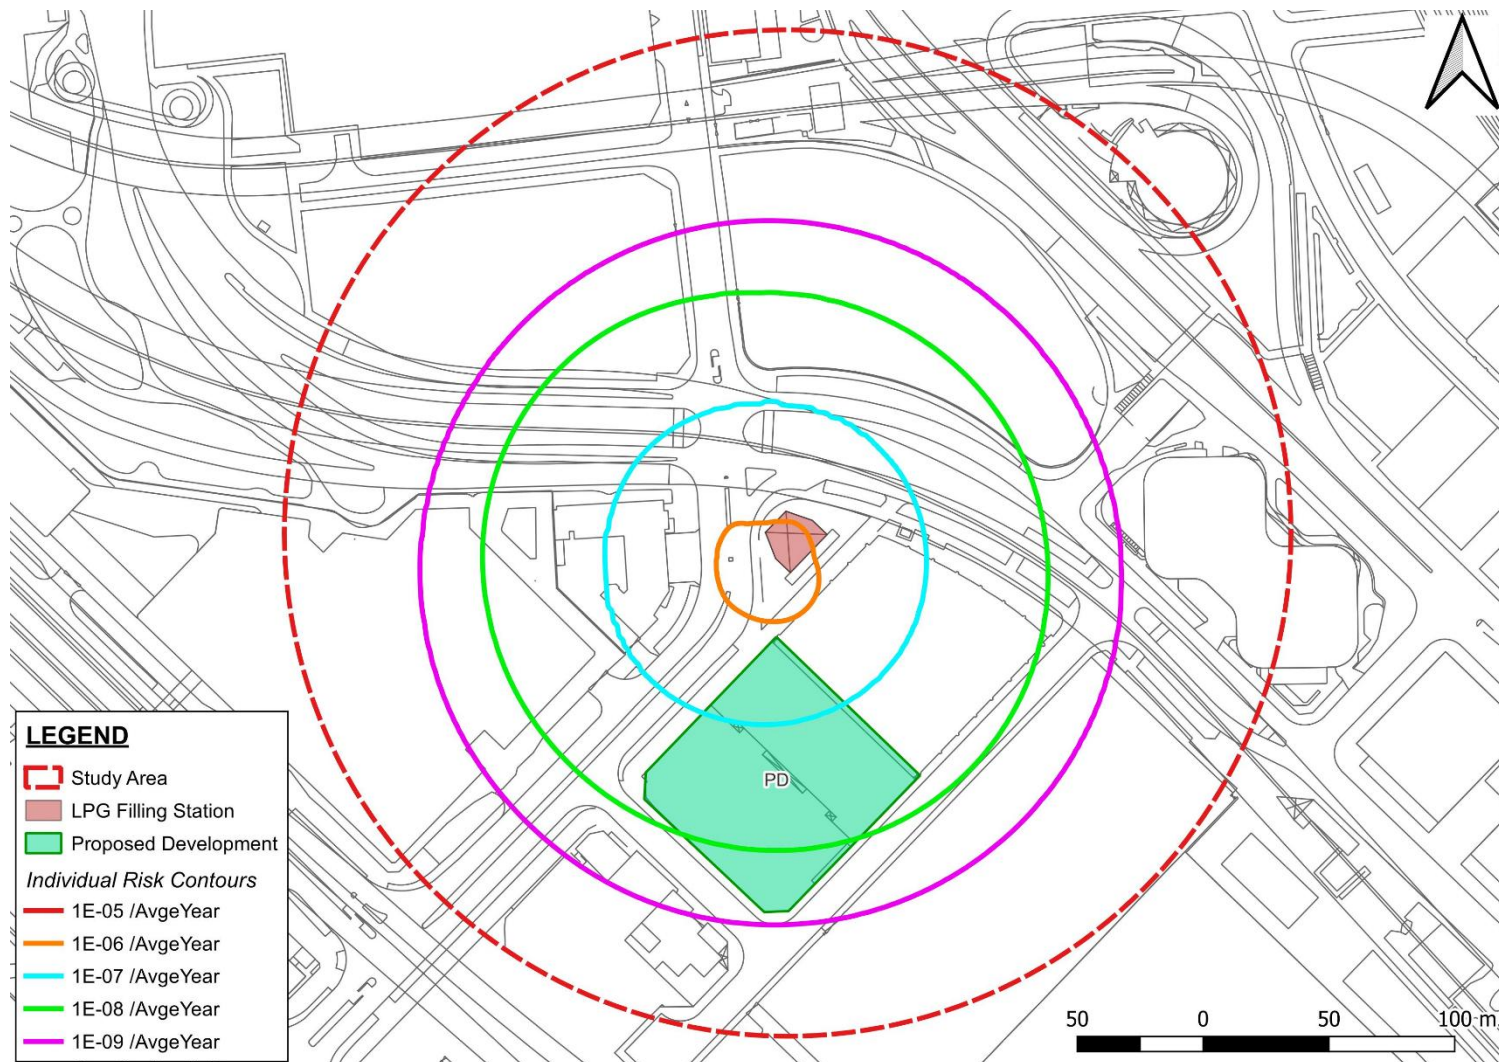 PD
LEGEND
Study Area
LPG Filling Station
Proposed Development
Individual Risk Contours
1E-05 /AvgeYear
1E-06 /AvgeYear
1E-07 /AvgeYear
1E-08 /AvgeYear
1E-09 /AvgeYear
50 0 50 100 m